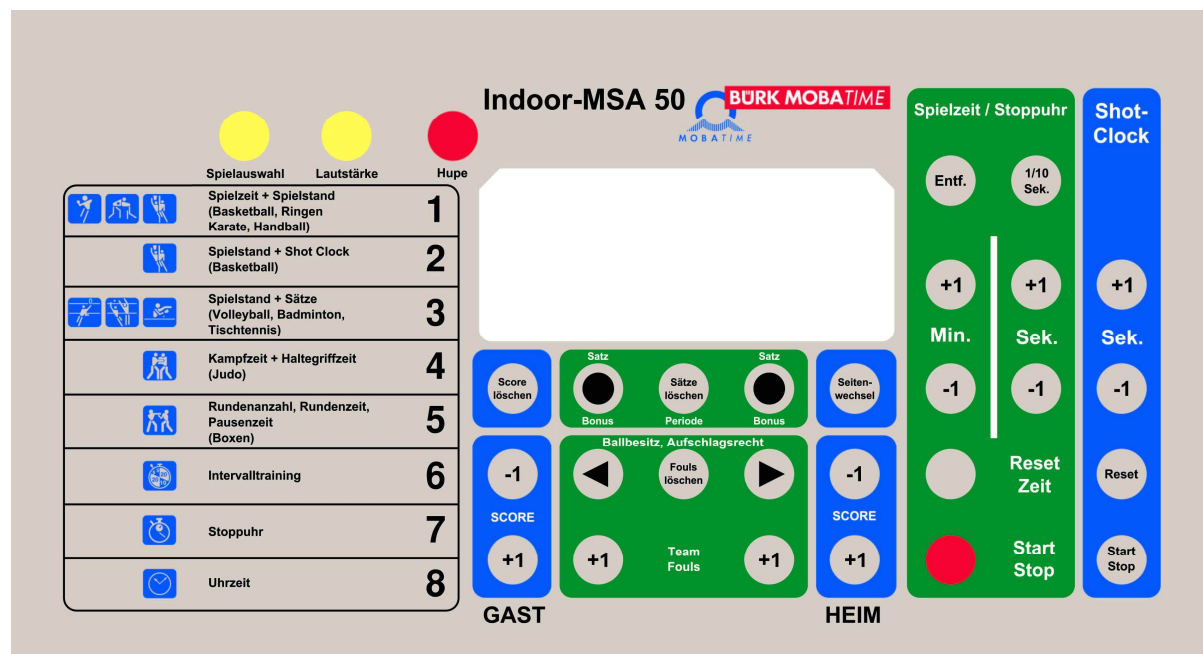 Indoor-MSA 50
BÜRK MOBATIME
MOBATIME
Spielauswahl
Lautstärke
Hupe
Spielzeit + Spielstand
(Basketball, Ringen
Karate, Handball)
1
Spielstand + Shot Clock
(Basketball)
2
Spielstand + Sätze
(Volleyball, Badminton,
Tischtennis)
3
Kampfzeit + Haltegriffzeit
(Judo)
4
Rundenanzahl, Rundenzeit,
Pausenzeit
(Boxen)
5
Intervalltraining
6
Stoppuhr
7
Uhrzeit
8
Score
löschen
-1
SCORE
+1
GAST
Satz
Bonus
Sätze
löschen
Periode
Satz
Bonus
Ballbesitz, Aufschlagsrecht
Fouls
löschen
+1
Team
Fouls
+1
Seiten-
wechsel
-1
SCORE
+1
HEIM
Spielzeit / Stoppuhr
Entf.
1/10
Sek.
+1
+1
Min.
Sek.
-1
-1
Reset
Zeit
Start
Stop
Shot-
Clock
+1
Sek.
-1
Reset
Start
Stop